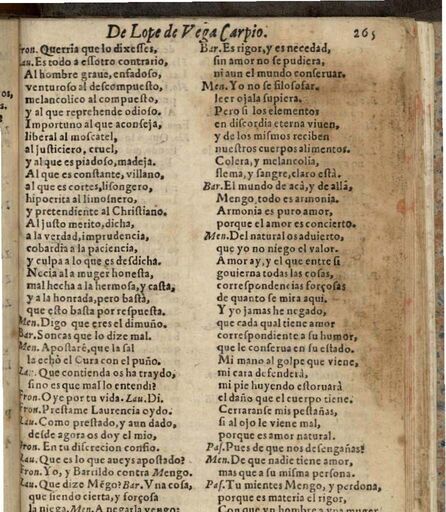 De Lope de Vega Carpio. 265
Fron. Querria que lo dixesses,
Lau. Es todo a essotro contrario,
Al hombre graue, enfadoso,
venturoso al descompuesto,
melancolico al compuesto,
y al que reprehende odioso.
Importuno al que aconseja,
liberal al moscatel,
al justiciero, cruel,
y al que es piadoso, madeja.
Al que es constante, villano,
al que es cortes, lisongero,
hipocrita al limosnero,
y pretendiente al Christiano.
Al justo merito, dicha,
a la verdad, imprudencia,
cobardia a la paciencia,
y culpa a lo que es desdicha.
Necia al a muger honesta,
mal hecha a la hermosa, y casta,
y a la honrada, pero basta,
que esto basta por respuesta.
Men. Digo que eres el dimuño.
Bar. Soncas que lo dize mal.
Men. Apostarè, que la sal
la echò el Cura con el puño.
Lau. Que contienda os ha traydo,
si no es que mal lo entendi?
Fron. Oye por tu vida. Lau. Di.
Fron. Prestame Laurencia oydo.
Lau. Como prestado, y aun dado,
desde agora os doy el mio,
Fron. En tu discrecion confio.
Lau. Que es lo que aueys apostado?
Fron. Yo, y Barrildo contra Mengo.
Lau. Que dize Mẽgo? Bar. Vna cosa,
que siendo cierta, y forçosa
la niega. Men. A negarla vengo,
Bar. Es rigor, y es necedad,
sin amor no se pudiera,
ni aun el mundo conseruar.
Men. Yo no se filosofar.
leer ojala supiera.
Pero si los elementos
en discordia eterna viuen,
y de los mismos reciben
nuestros cuerpos alimentos.
Colera, y melancolia,
flema, y sangre, claro està.
Bar. El mundo de acà, y de allà,
Mengo, todo es armonia.
Armonia es puro amor,
porque el amor es concierto.
Men. Del natural os aduierto,
que yo no niego el valor.
Amor ay, y el que entre si
gouierna todas las cosas,
correspondencias forçosas
de quanto se mira aqui.
Y yo jamas he negado,
que cada qual tiene amor
correspondiente a su humor,
que le conserua en su estado.
Mi mano al golpe que viene,
mi cara defenderà,
mi pie huyendo estoruarà
el daño que el cuerpo tiene.
Cerraranse mis pestañas,
si al ojo le viene mal,
porque es amor natural.
Pas. Pues de que nos desengañas?
Men. De que nadie tiene amor,
mas que a su misma persona.
Pas. Tu mientes Mengo, y perdona,
porque es materia el rigor,
Con que vn hombre a vna muger